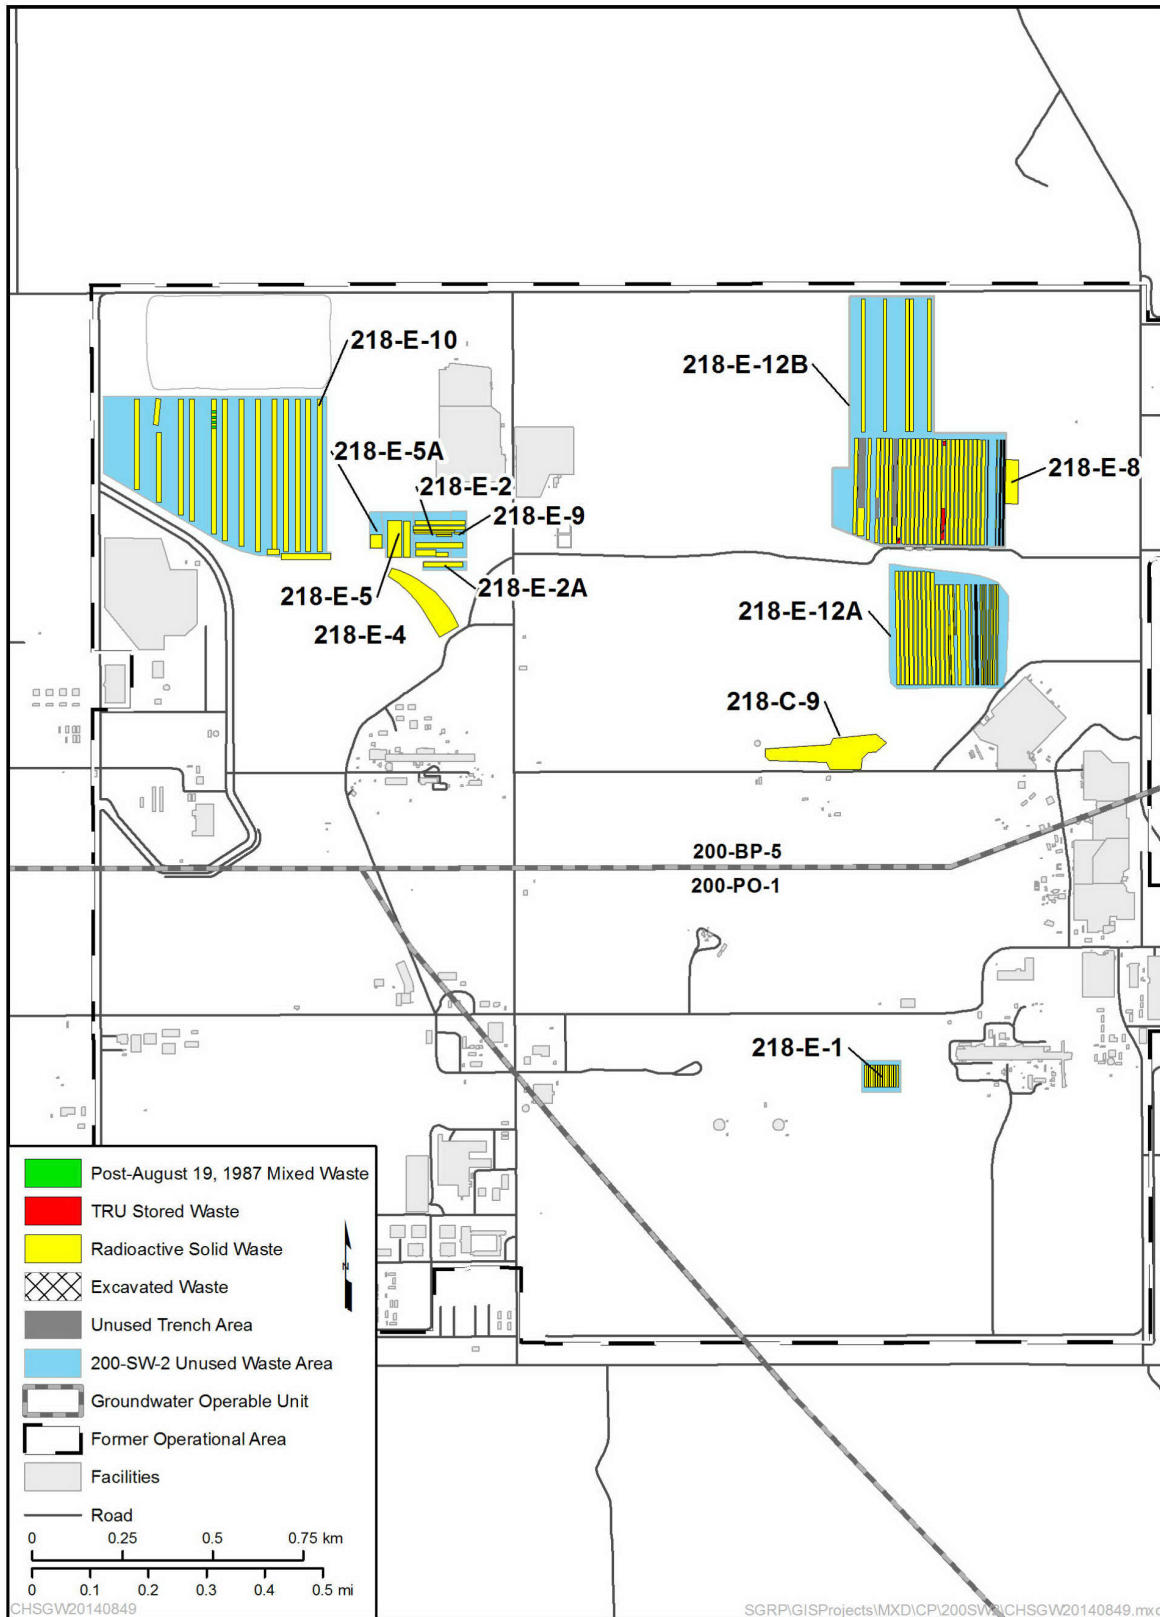 218-E-10
218-E-12B
218-E-5A
218-E-2
218-E-8
218-E-9
218-E-2A
218-E-5
218-E-12A
218-E-4
218-C-9
200-BP-5
200-PO-1
218-E-1
Post-August 19, 1987 Mixed Waste
TRU Stored Waste
Radioactive Solid Waste
Excavated Waste
N
Unused Trench Area
200-SW-2 Unused Waste Area
Groundwater Operable Unit
Former Operational Area
Facilities
Road
0 0.25 0.5 0.75 km
0 0.1 0.2 0.3 0.4 0.5 mi
CHSGW20140849